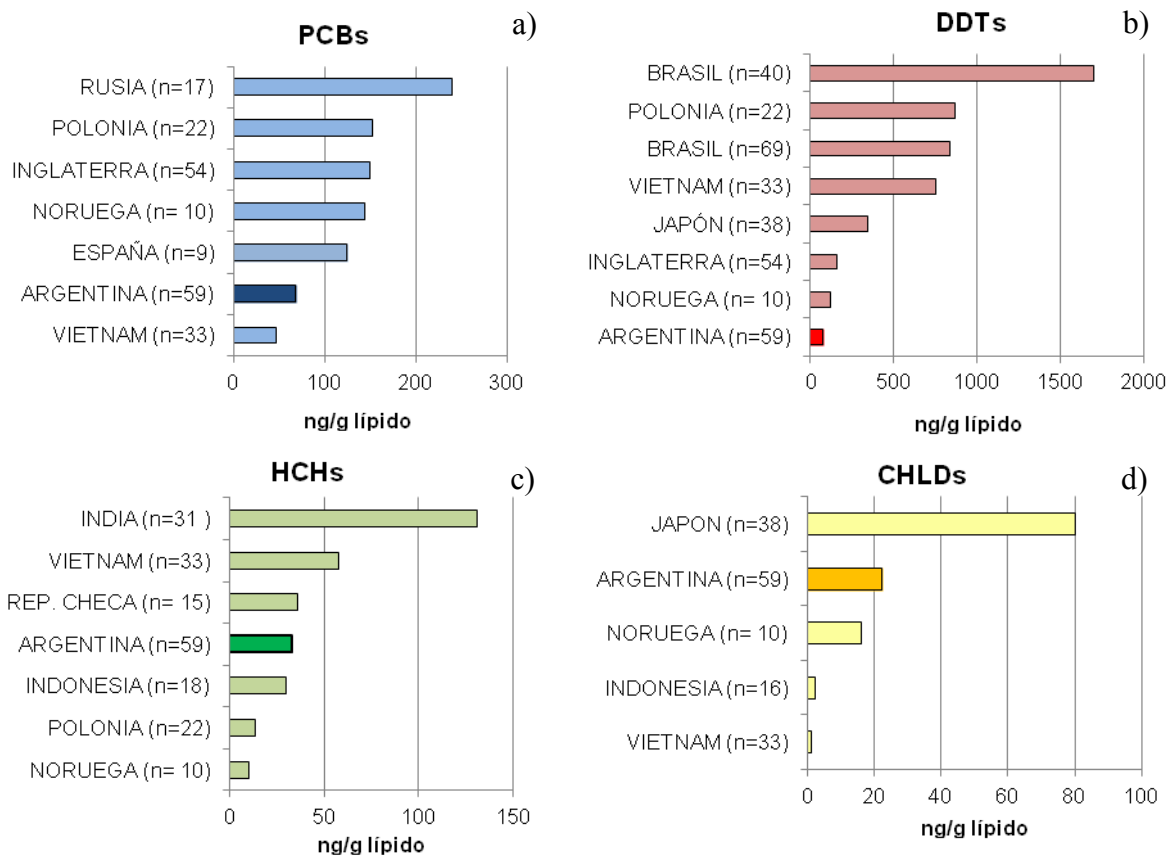 PCBs
a)
RUSIA (n=17)
POLONIA (n=22)
INGLATERRA (n=54)
NORUEGA (n= 10)
ESPAÑA (n=9)
ARGENTINA (n=59)
VIETNAM (n=33)
0 100 200 300
ng/g lípido
DDTs
b)
BRASIL (n=40)
POLONIA (n=22)
BRASIL (n=69)
VIETNAM (n=33)
JAPÓN (n=38)
INGLATERRA (n=54)
NORUEGA (n= 10)
ARGENTINA (n=59)
0 500 1000 1500 2000
ng/g lípido
HCHs
c)
INDIA (n=31 )
VIETNAM (n=33)
REP. CHECA (n= 15)
ARGENTINA (n=59)
INDONESIA (n=18)
POLONIA (n=22)
NORUEGA (n= 10)
0 50 100 150
ng/g lípido
CHLDs
d)
JAPON (n=38)
ARGENTINA (n=59)
NORUEGA (n= 10)
INDONESIA (n=16)
VIETNAM (n=33)
0 20 40 60 80 100
ng/g lípido